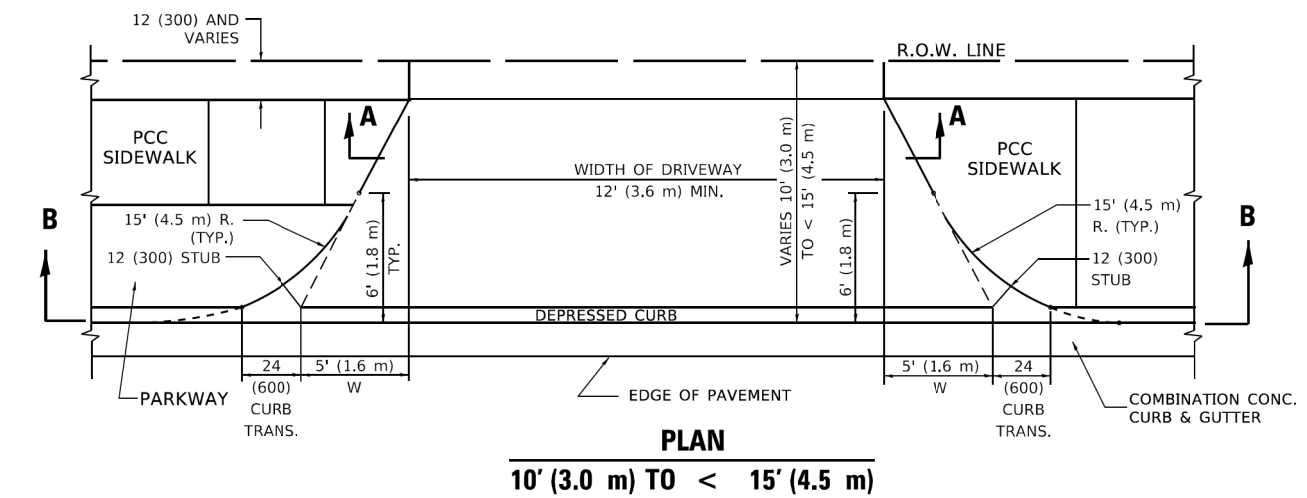 12 (300) AND
VARIES
R.O.W. LINE
A
A
PCC
SIDEWALK
PCC
SIDEWALK
WIDTH OF DRIVEWAY
12' (3.6 m) MIN.
VARIES 10' (3.0 m)
TO < 15' (4.5 m)
B
B
15' (4.5 m) R.
(TYP.)
12 (300) STUB
6' (1.8 m)
TYP.
6' (1.8 m)
15' (4.5 m)
R. (TYP.)
12 (300)
STUB
DEPRESSED CURB
24
(600)
CURB
TRANS.
5' (1.6 m)
W
5' (1.6 m)
W
24
(600)
CURB
TRANS.
PARKWAY
EDGE OF PAVEMENT
COMBINATION CONC.
CURB & GUTTER
PLAN
10' (3.0 m) TO < 15' (4.5 m)